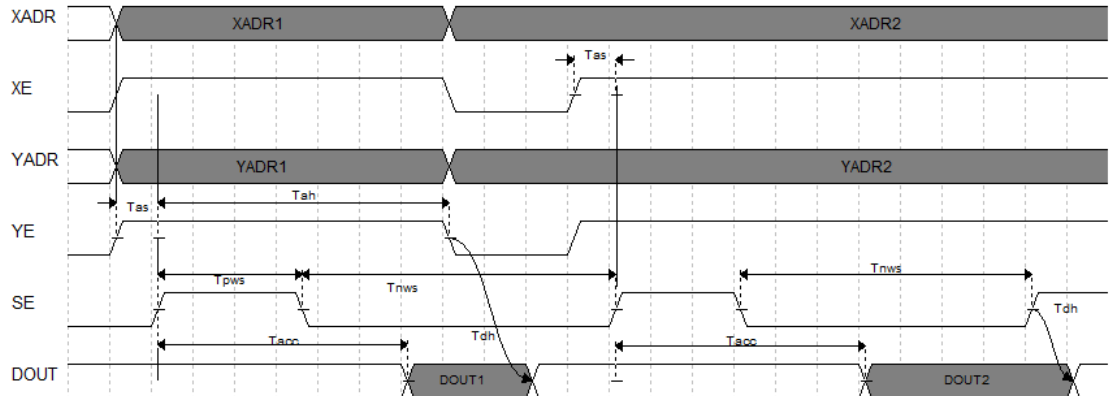 XADR XADR1 XADR2
Tas
XE
YADR YADR1 YADR2
Tas Tah
YE
Tpws Tnws Tnws
SE
Tdh Tdh
Tacc Tacc
DOUT DOUT1 DOUT2